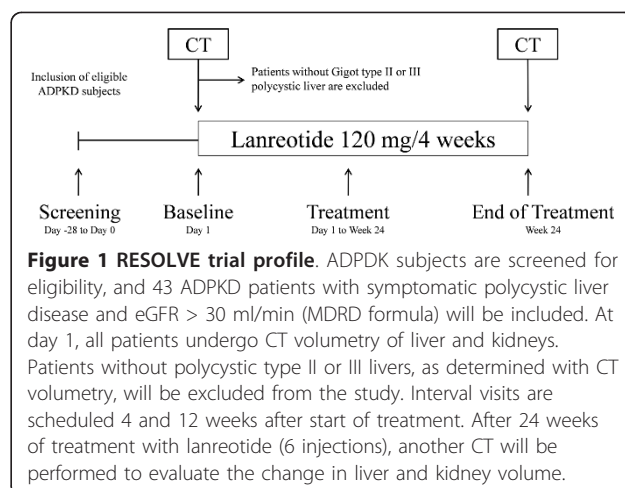 CT
CT
Inclusion of eligible
ADPKD subjects
Patients without Gigot type II or III
polycystic liver are excluded
Lanreotide 120 mg/4 weeks
Screening
Day -28 to Day 0
Baseline
Day 1
Treatment
Day 1 to Week 24
End of Treatment
Week 24
Figure 1 RESOLVE trial profile. ADPDK subjects are screened for
eligibility, and 43 ADPKD patients with symptomatic polycystic liver
disease and eGFR > 30 ml/min (MDRD formula) will be included. At
day 1, all patients undergo CT volumetry of liver and kidneys.
Patients without polycystic type II or III livers, as determined with CT
volumetry, will be excluded from the study. Interval visits are
scheduled 4 and 12 weeks after start of treatment. After 24 weeks
of treatment with lanreotide (6 injections), another CT will be
performed to evaluate the change in liver and kidney volume.